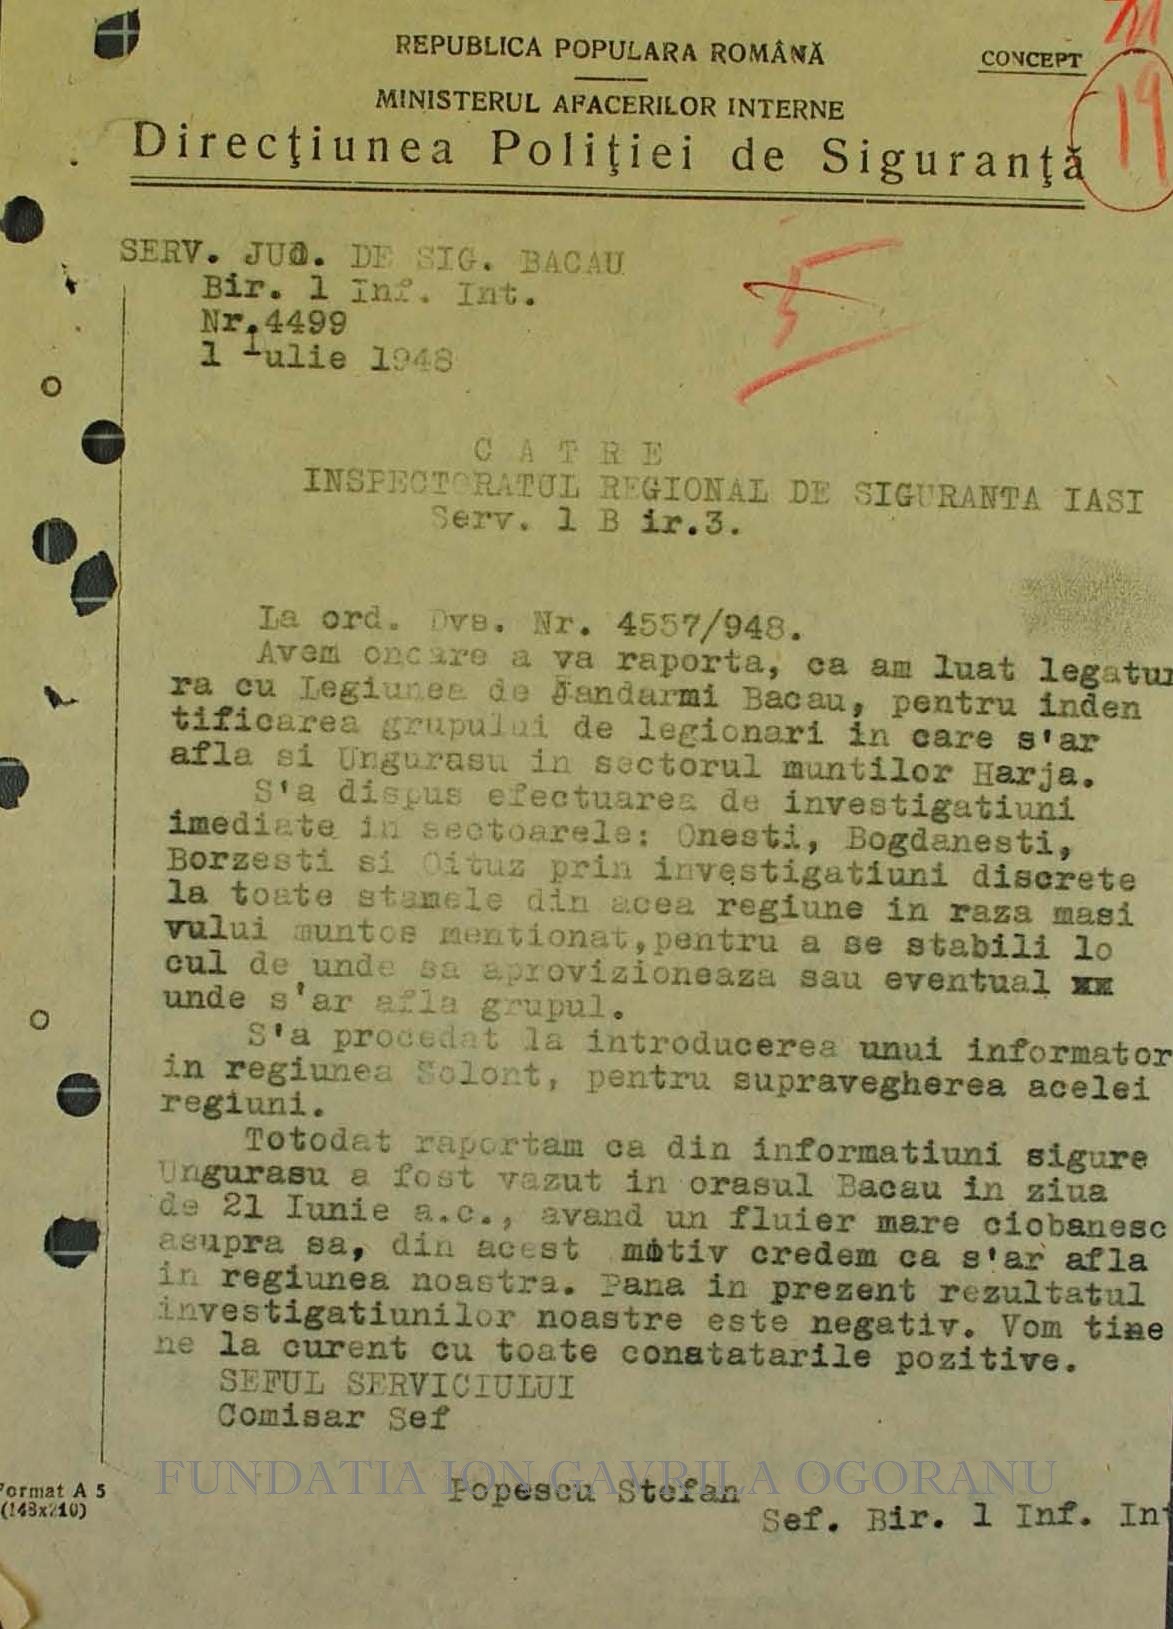 REPUBLICA POPULARA ROMÂNĂ
CONCEPT
19
MINISTERUL AFACERILOR INTERNE
Direcţiunea Poliţiei de Siguranţă
SERV. JUD. DE SIG. BACAU
Bir. 1 Inf. Int.
Nr.4499
1 Iulie 1948
C A T R E
INSPECTORATUL REGIONAL DE SIGURANTA IASI
Serv. 1 B ir.3.
La ord. Dvs. Nr. 4557/948.
Avem onoare a va raporta, ca am luat legatur
ra cu Legiunea de Jandarmi Bacau, pentru inden
tificarea grupului de legionari in care s'ar
afla si Ungurasu in sectorul muntilor Harja.
S'a dispus efectuarea de investigatiuni
imediate in sectoarele: Onesti, Bogdanesti,
Borzesti si Oituz prin investigatiuni discrete
la toate stamele din acea regiune in raza masi
vului muntos mentionat, pentru a se stabili lo
cul de unde sa aprovizioneaza sau eventual xx
unde s'ar afla grupul.
S'a procedat la introducerea unui informator
in regiunea Solont, pentru supravegherea acelei
regiuni.
Totodat raportam ca din informatiuni sigure
Ungurasu a fost vazut in orasul Bacau in ziua
de 21 Iunie a.c., avand un fluier mare ciobanesc
asupra sa, din acest motiv credem ca s'ar afla
in regiunea noastra. Pana in prezent rezultatul
investigatiunilor noastre este negativ. Vom tine
ne la curent cu toate conatatarile pozitive.
SEFUL SERVICIULUI
Comisar Sef
FUNDATIA ION GAVRILA OGORANU
Format A 5
(148x210)
Popescu Stefan
Sef. Bir. 1 Inf. Int